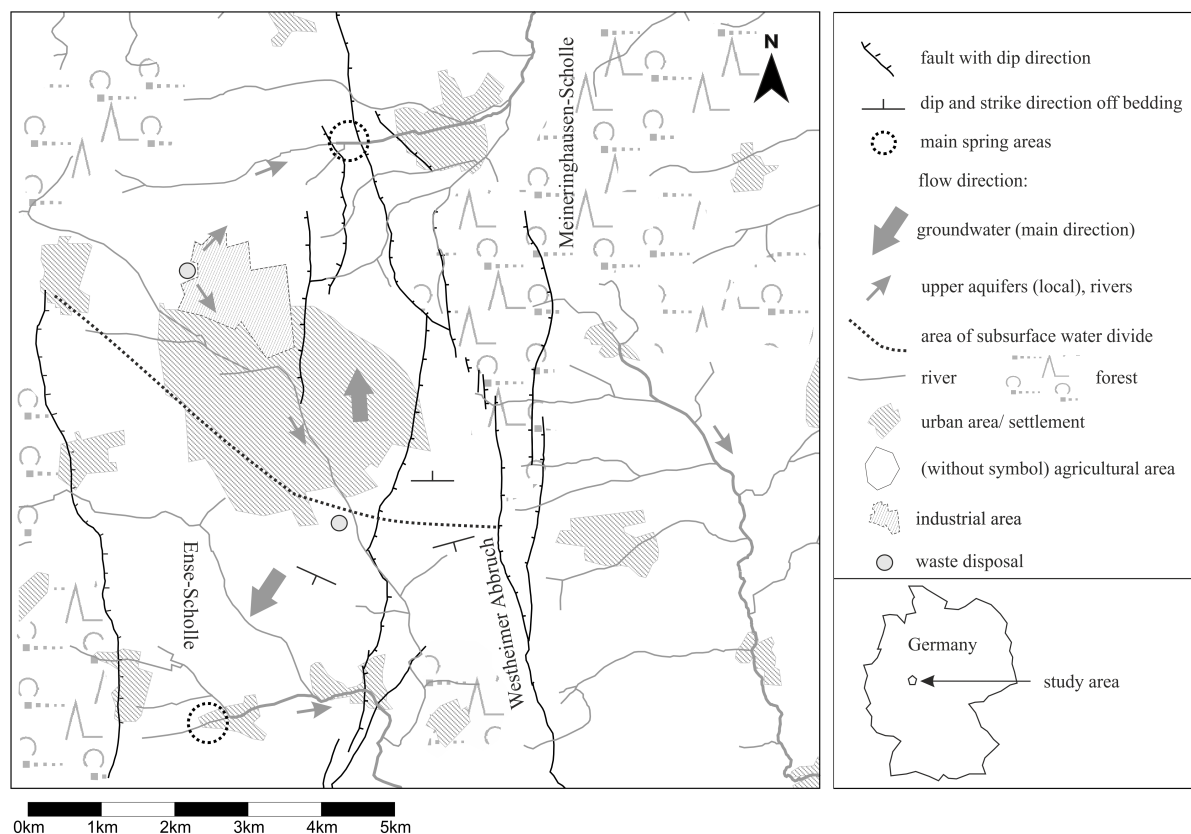 Meineringhausen-Scholle
N
Ense-Scholle
Westheimer Abbruch
0km 1km 2km 3km 4km 5km
fault with dip direction
dip and strike direction off bedding
main spring areas
flow direction:
groundwater (main direction)
upper aquifers (local), rivers
area of subsurface water divide
river
forest
urban area/ settlement
(without symbol) agricultural area
industrial area
waste disposal
Germany
study area